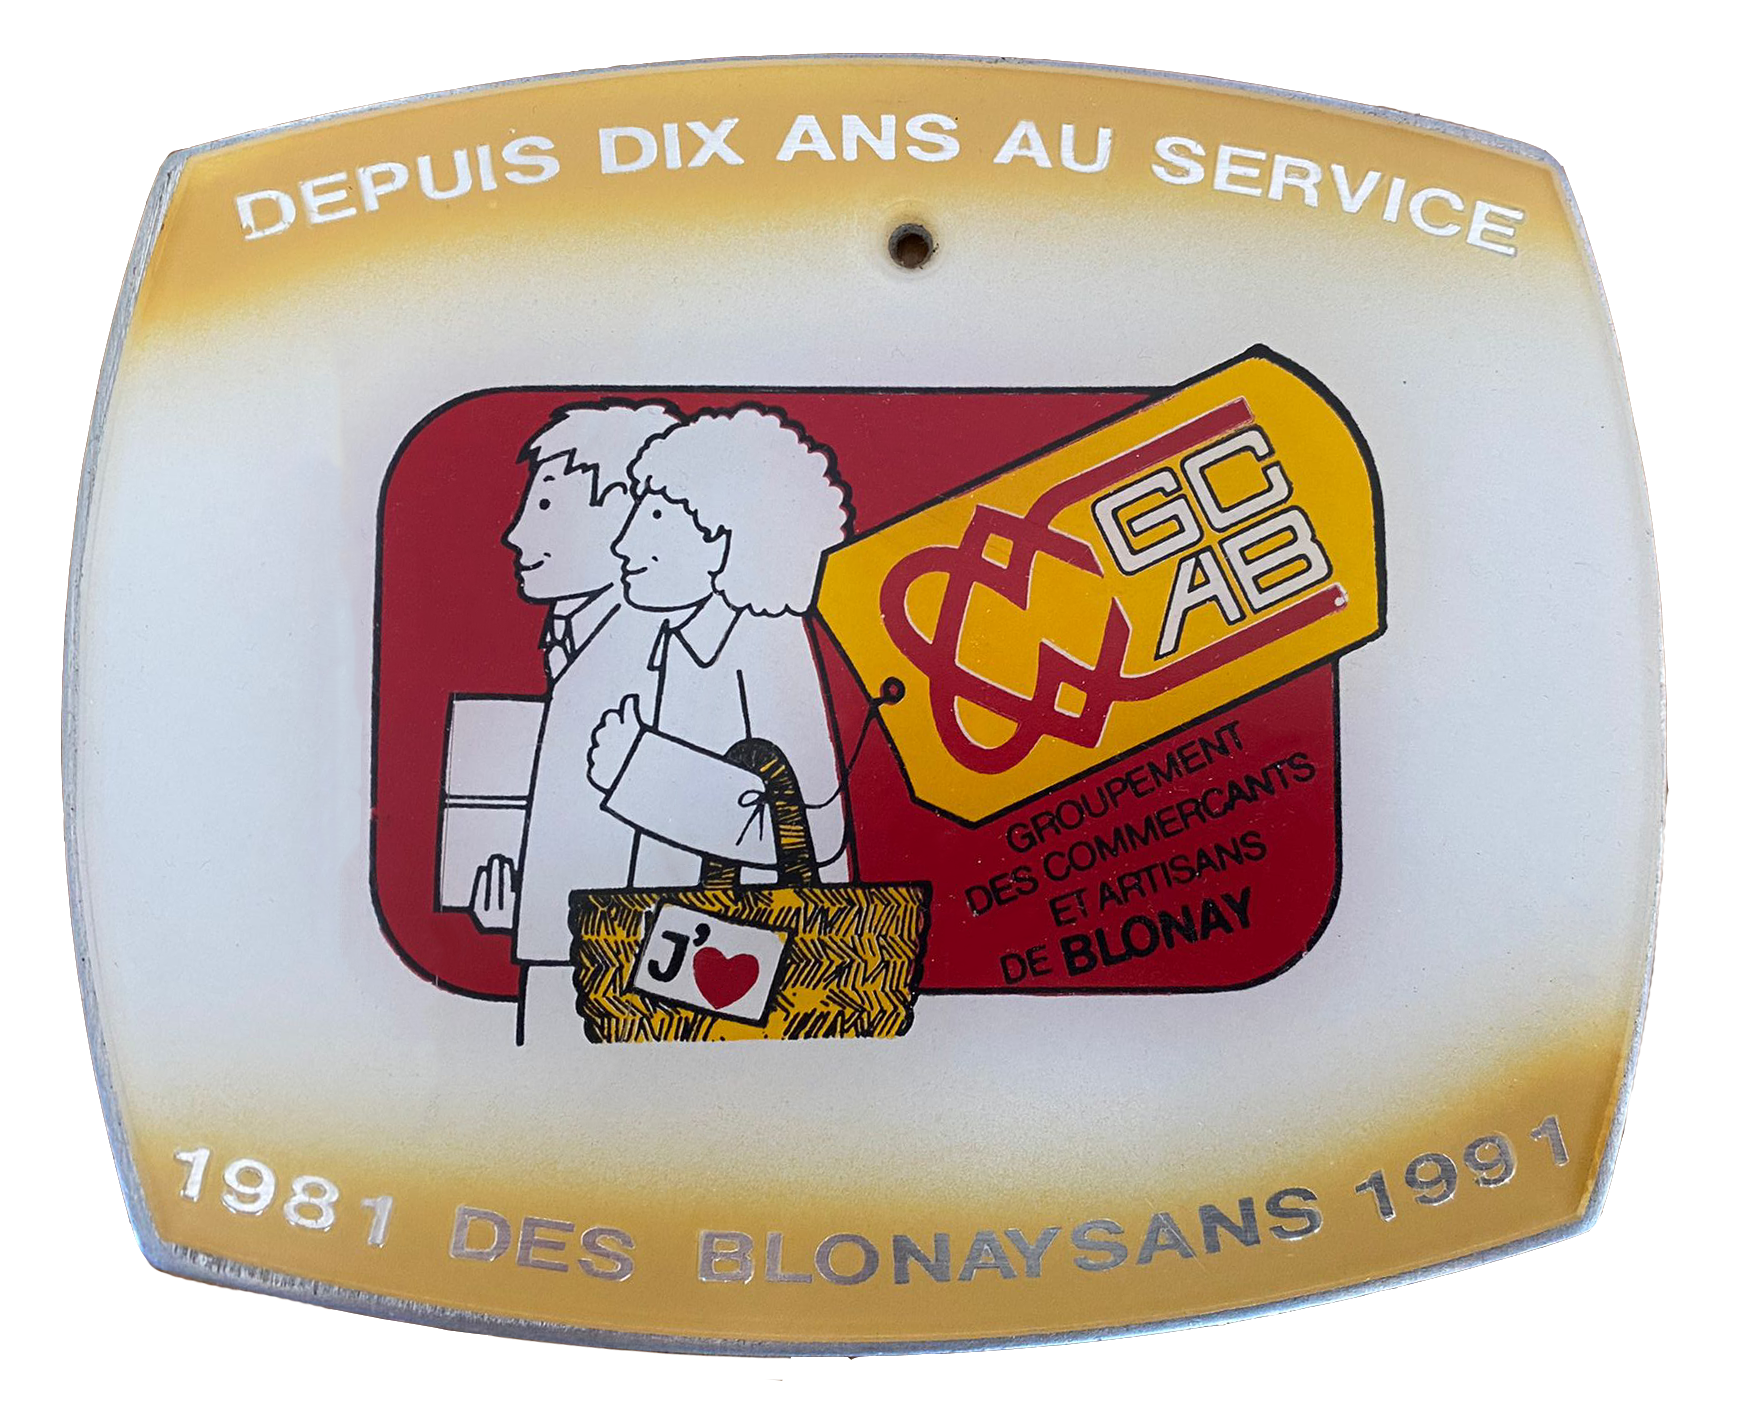 DEPUIS DIX ANS AU SERVICE
GC
AB
GROUPEMENT
DES COMMERCANTS
ET ARTISANS
DE BLONAY
J'
1981 DES BLONAYSANS 1991